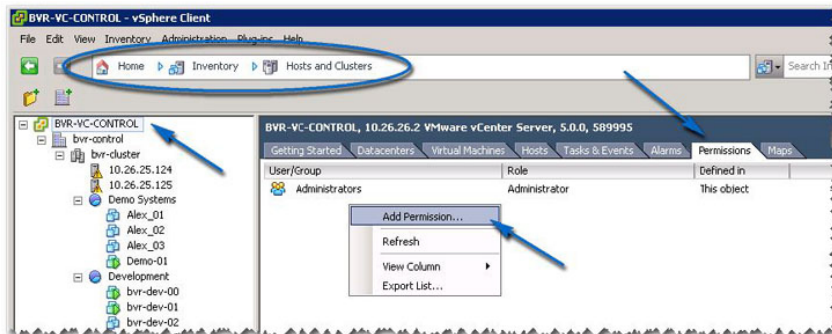 BVR-VC-CONTROL - vSphere Client
File Edit View Inventory Administration Plug-ins Help
Home Inventory Hosts and Clusters
Search In
BVR-VC-CONTROL
bvr-control
bvr-cluster
10.26.25.124
10.26.25.125
Demo Systems
Alex_01
Alex_02
Alex_03
Demo-01
Development
bvr-dev-00
bvr-dev-01
bvr-dev-02
BVR-VC-CONTROL, 10.26.26.2 VMware vCenter Server, 5.0.0, 589995
Getting Started Datacenters Virtual Machines Hosts Tasks & Events Alarms Permissions Maps
User/Group Role Defined in
Administrators Administrator This object
Add Permission...
Refresh
View Column
Export List...